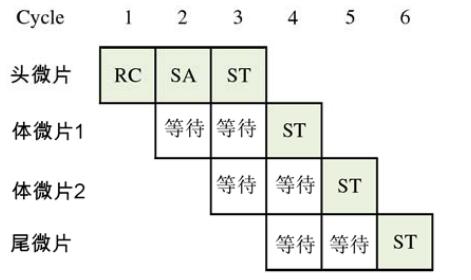 Cycle 1 2 3 4 5 6
头微片 RC SA ST
体微片1 等待 等待 ST
体微片2 等待 等待 ST
尾微片 等待 等待 ST